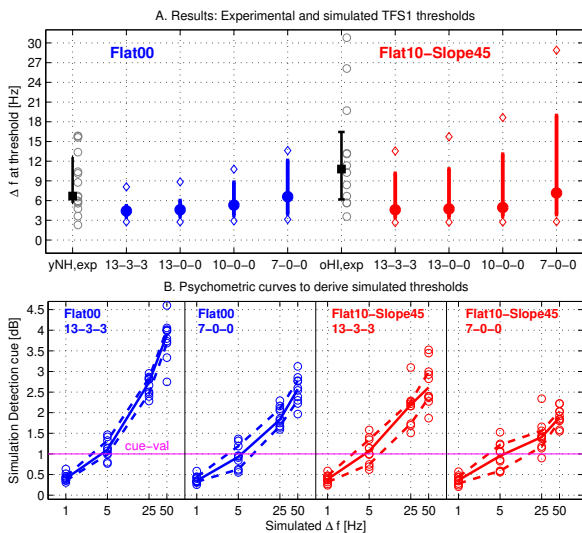 A. Results: Experimental and simulated TFS1 thresholds
Δ f at threshold [Hz]
30
27
24
21
18
15
12
9
6
3
0
Flat00
Flat10−Slope45
yNH,exp 13−3−3 13−0−0 10−0−0 7−0−0 oHI,exp 13−3−3 13−0−0 10−0−0 7−0−0
B. Psychometric curves to derive simulated thresholds
Simulation Detection cue [dB]
4.5
4
3.5
3
2.5
2
1.5
1
0.5
0
Flat00
13−3−3
Flat00
7−0−0
Flat10−Slope45
13−3−3
Flat10−Slope45
7−0−0
cue−val
1 5 25 50 1 5 25 50 1 5 25 50 1 5 25 50
Simulated Δ f [Hz]